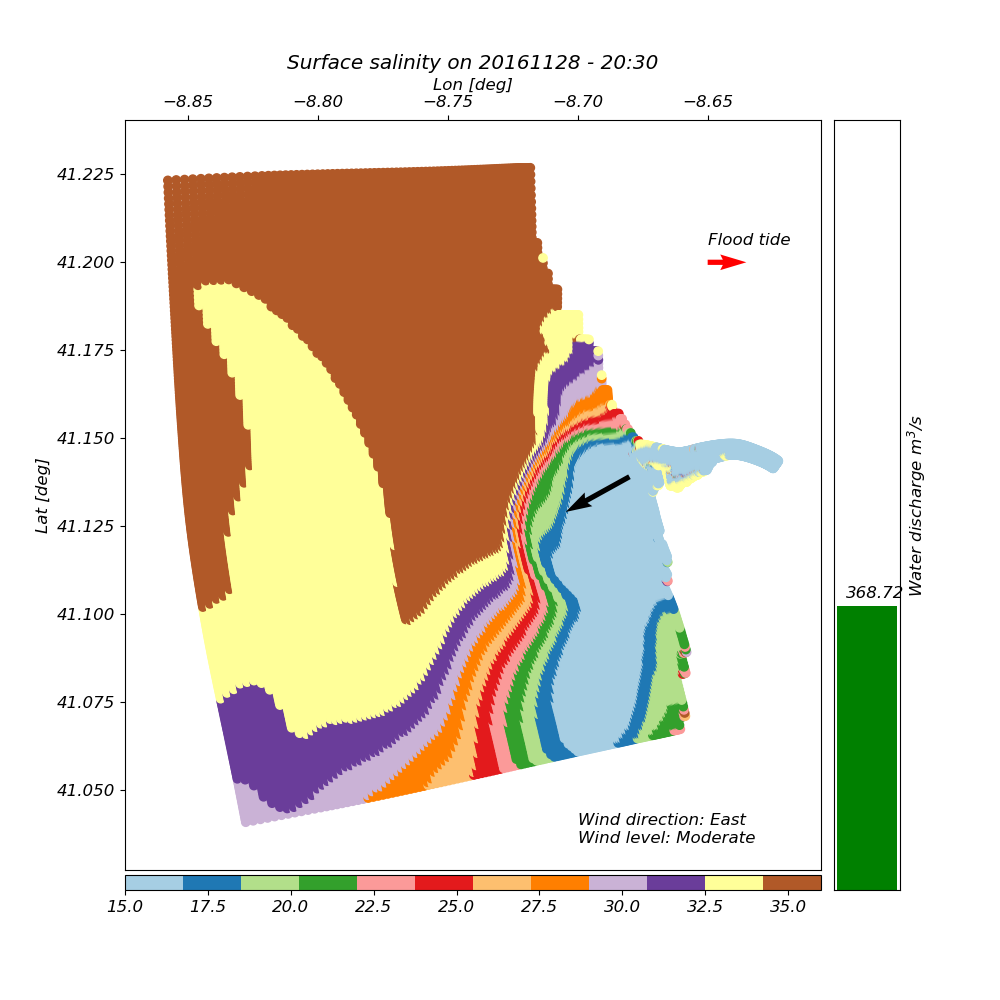 Surface salinity on 20161128 - 20:30
Lon [deg]
−8.85 −8.80 −8.75 −8.70 −8.65
41.225
41.200
41.175
41.150
41.125
41.100
41.075
41.050
Lat [deg]
Flood tide
368.72
Water discharge m³/s
Wind direction: East
Wind level: Moderate
15.0 17.5 20.0 22.5 25.0 27.5 30.0 32.5 35.0